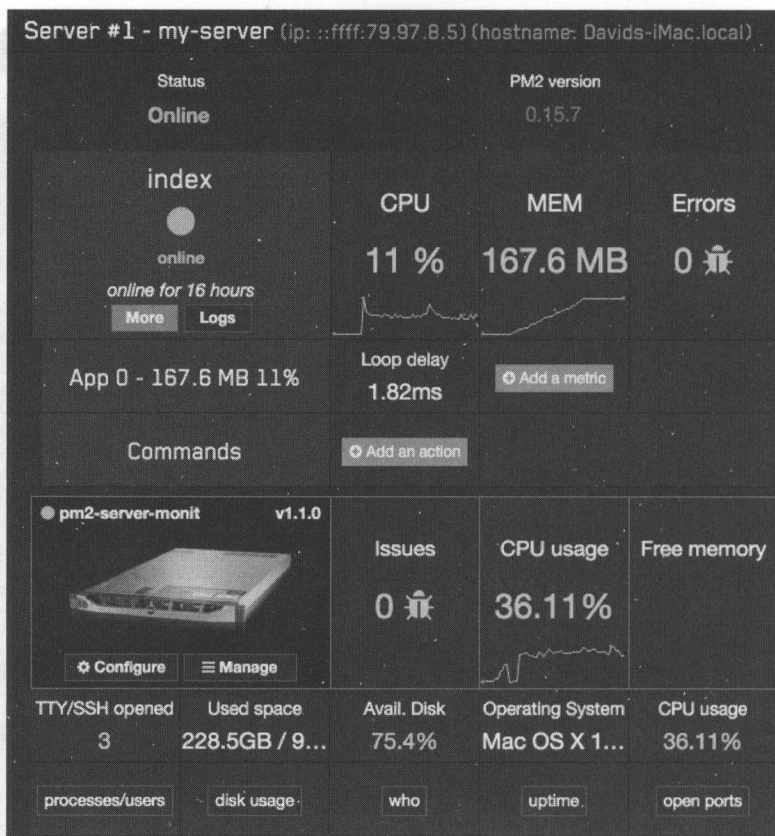 Server #1 - my-server (ip: ::ffff:79.97.8.5) (hostname: Davids-iMac.local)
Status PM2 version
Online 0.15.7
index
CPU MEM Errors
online
11 % 167.6 MB 0
online for 16 hours
More Logs
Loop delay
App 0 - 167.6 MB 11% Add a metric
1.82ms
Commands Add an action
pm2-server-monit v1.1.0
Issues CPU usage Free memory
0 36.11%
Configure Manage
TTY/SSH opened Used space Avail. Disk Operating System CPU usage
3 228.5GB / 9... 75.4% Mac OS X 1... 36.11%
processes/users disk usage who uptime open ports